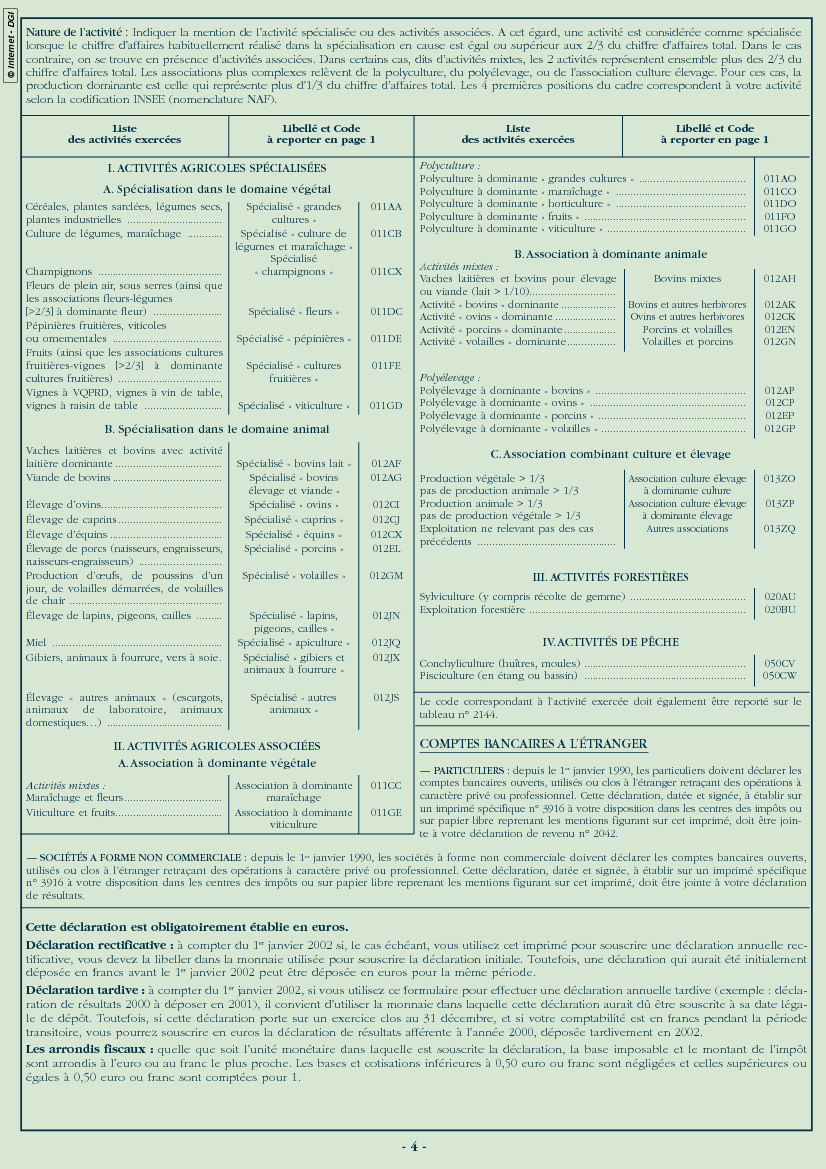 © Internet - DGI
Nature de l'activité : Indiquer la mention de l'activité spécialisée ou des activités associées. A cet égard, une activité est considérée comme spécialisée
lorsque le chiffre d'affaires habituellement réalisé dans la spécialisation en cause est égal ou supérieur aux 2/3 du chiffre d'affaires total. Dans le cas
contraire, on se trouve en présence d'activités associées. Dans certains cas, dits d'activités mixtes, les 2 activités représentent ensemble plus des 2/3 du
chiffre d'affaires total. Les associations plus complexes relèvent de la polyculture, du polyélevage, ou de l'association culture élevage. Pour ces cas, la
production dominante est celle qui représente plus d'1/3 du chiffre d'affaires total. Les 4 premières positions du cadre correspondent à votre activité
selon la codification INSEE (nomenclature NAF).
Liste
des activités exercées
Libellé et Code
à reporter en page 1
I. ACTIVITÉS AGRICOLES SPÉCIALISÉES
A. Spécialisation dans le domaine végétal
Céréales, plantes sarclées, légumes secs, Spécialisé « grandes 011AA
plantes industrielles ........................... cultures »
Culture de légumes, maraîchage .......... Spécialisé « culture de 011CB
légumes et maraîchage »
Spécialisé
Champignons ................................... « champignons » 011CX
Fleurs de plein air, sous serres (ainsi que
les associations fleurs-légumes
[>2/3] à dominante fleur) .................... Spécialisé « fleurs » 011DC
Pépinières fruitières, viticoles
ou ornementales ............................... Spécialisé « pépinières » 011DE
Fruits (ainsi que les associations cultures
fruitières-vignes [>2/3] à dominante Spécialisé « cultures 011FE
cultures fruitières) ............................. fruitières »
Vignes à VQPRD, vignes à vin de table,
vignes à raisin de table ...................... Spécialisé « viticulture » 011GD
B. Spécialisation dans le domaine animal
Vaches laitières et bovins avec activité
laitière dominante .............................. Spécialisé « bovins lait » 012AF
Viande de bovins ............................... Spécialisé « bovins 012AG
élevage et viande »
Élevage d'ovins.................................. Spécialisé « ovins » 012CI
Élevage de caprins............................. Spécialisé « caprins » 012CJ
Élevage d'équins ................................ Spécialisé « équins » 012CX
Élevage de porcs (naisseurs, engraisseurs, Spécialisé « porcins » 012EL
naisseurs-engraisseurs) .......................
Production d'œufs, de poussins d'un Spécialisé « volailles » 012GM
jour, de volailles démarrées, de volailles
de chair ...........................................
Élevage de lapins, pigeons, cailles ........ Spécialisé « lapins, 012JN
pigeons, cailles »
Miel ................................................ Spécialisé « apiculture » 012JQ
Gibiers, animaux à fourrure, vers à soie. Spécialisé « gibiers et 012JX
animaux à fourrure »
Élevage « autres animaux » (escargots, Spécialisé « autres 012JS
animaux de laboratoire, animaux animaux »
domestiques…) ................................
II. ACTIVITÉS AGRICOLES ASSOCIÉES
A. Association à dominante végétale
Activités mixtes : Association à dominante 011CC
Maraîchage et fleurs............................ maraîchage
Viticulture et fruits.............................. Association à dominante 011GE
viticulture
Liste
des activités exercées
Libellé et Code
à reporter en page 1
Polyculture :
Polyculture à dominante « grandes cultures » .............................. 011AO
Polyculture à dominante « maraîchage » ..................................... 011CO
Polyculture à dominante « horticulture » ..................................... 011DO
Polyculture à dominante « fruits » .............................................. 011FO
Polyculture à dominante « viticulture » ....................................... 011GO
B. Association à dominante animale
Activités mixtes :
Vaches laitières et bovins pour élevage Bovins mixtes 012AH
ou viande (lait > 1/10).........................
Activité « bovins » dominante ................ Bovins et autres herbivores 012AK
Activité « ovins » dominante .................. Ovins et autres herbivores 012CK
Activité « porcins » dominante............... Porcins et volailles 012EN
Activité « volailles » dominante.............. Volailles et porcins 012GN
Polyélevage :
Polyélevage à dominante « bovins » ........................................... 012AP
Polyélevage à dominante « ovins » ............................................. 012CP
Polyélevage à dominante « porcins » .......................................... 012EP
Polyélevage à dominante « volailles » ......................................... 012GP
C. Association combinant culture et élevage
Production végétale > 1/3 Association culture élevage 013ZO
pas de production animale > 1/3 à dominante culture
Production animale > 1/3 Association culture élevage 013ZP
pas de production végétale > 1/3 à dominante élevage
Exploitation ne relevant pas des cas Autres associations 013ZQ
précédents .......................................
III. ACTIVITÉS FORESTIÈRES
Sylviculture (y compris récolte de gemme) ................................. 020AU
Exploitation forestière .............................................................. 020BU
IV. ACTIVITÉS DE PÊCHE
Conchyliculture (huîtres, moules) .............................................. 050CV
Pisciculture (en étang ou bassin) ................................................ 050CW
Le code correspondant à l'activité exercée doit également être reporté sur le
tableau n° 2144.
COMPTES BANCAIRES A L'ÉTRANGER
— PARTICULIERS : depuis le 1er janvier 1990, les particuliers doivent déclarer les
comptes bancaires ouverts, utilisés ou clos à l'étranger retraçant des opérations à
caractère privé ou professionnel. Cette déclaration, datée et signée, à établir sur
un imprimé spécifique n° 3916 à votre disposition dans les centres des impôts ou
sur papier libre reprenant les mentions figurant sur cet imprimé, doit être join-
te à votre déclaration de revenu n° 2042.
— SOCIÉTÉS A FORME NON COMMERCIALE : depuis le 1er janvier 1990, les sociétés à forme non commerciale doivent déclarer les comptes bancaires ouverts,
utilisés ou clos à l'étranger retraçant des opérations à caractère privé ou professionnel. Cette déclaration, datée et signée, à établir sur un imprimé spécifique
n° 3916 à votre disposition dans les centres des impôts ou sur papier libre reprenant les mentions figurant sur cet imprimé, doit être jointe à votre déclaration
de résultats.
Cette déclaration est obligatoirement établie en euros.
Déclaration rectificative : à compter du 1er janvier 2002 si, le cas échéant, vous utilisez cet imprimé pour souscrire une déclaration annuelle rec-
tificative, vous devez la libeller dans la monnaie utilisée pour souscrire la déclaration initiale. Toutefois, une déclaration qui aurait été initialement
déposée en francs avant le 1er janvier 2002 peut être déposée en euros pour la même période.
Déclaration tardive : à compter du 1er janvier 2002, si vous utilisez ce formulaire pour effectuer une déclaration annuelle tardive (exemple : décla-
ration de résultats 2000 à déposer en 2001), il convient d'utiliser la monnaie dans laquelle cette déclaration aurait dû être souscrite à sa date léga-
le de dépôt. Toutefois, si cette déclaration porte sur un exercice clos au 31 décembre, et si votre comptabilité est en francs pendant la période
transitoire, vous pourrez souscrire en euros la déclaration de résultats afférente à l'année 2000, déposée tardivement en 2002.
Les arrondis fiscaux : quelle que soit l'unité monétaire dans laquelle est souscrite la déclaration, la base imposable et le montant de l'impôt
sont arrondis à l'euro ou au franc le plus proche. Les bases et cotisations inférieures à 0,50 euro ou franc sont négligées et celles supérieures ou
égales à 0,50 euro ou franc sont comptées pour 1.
- 4 -